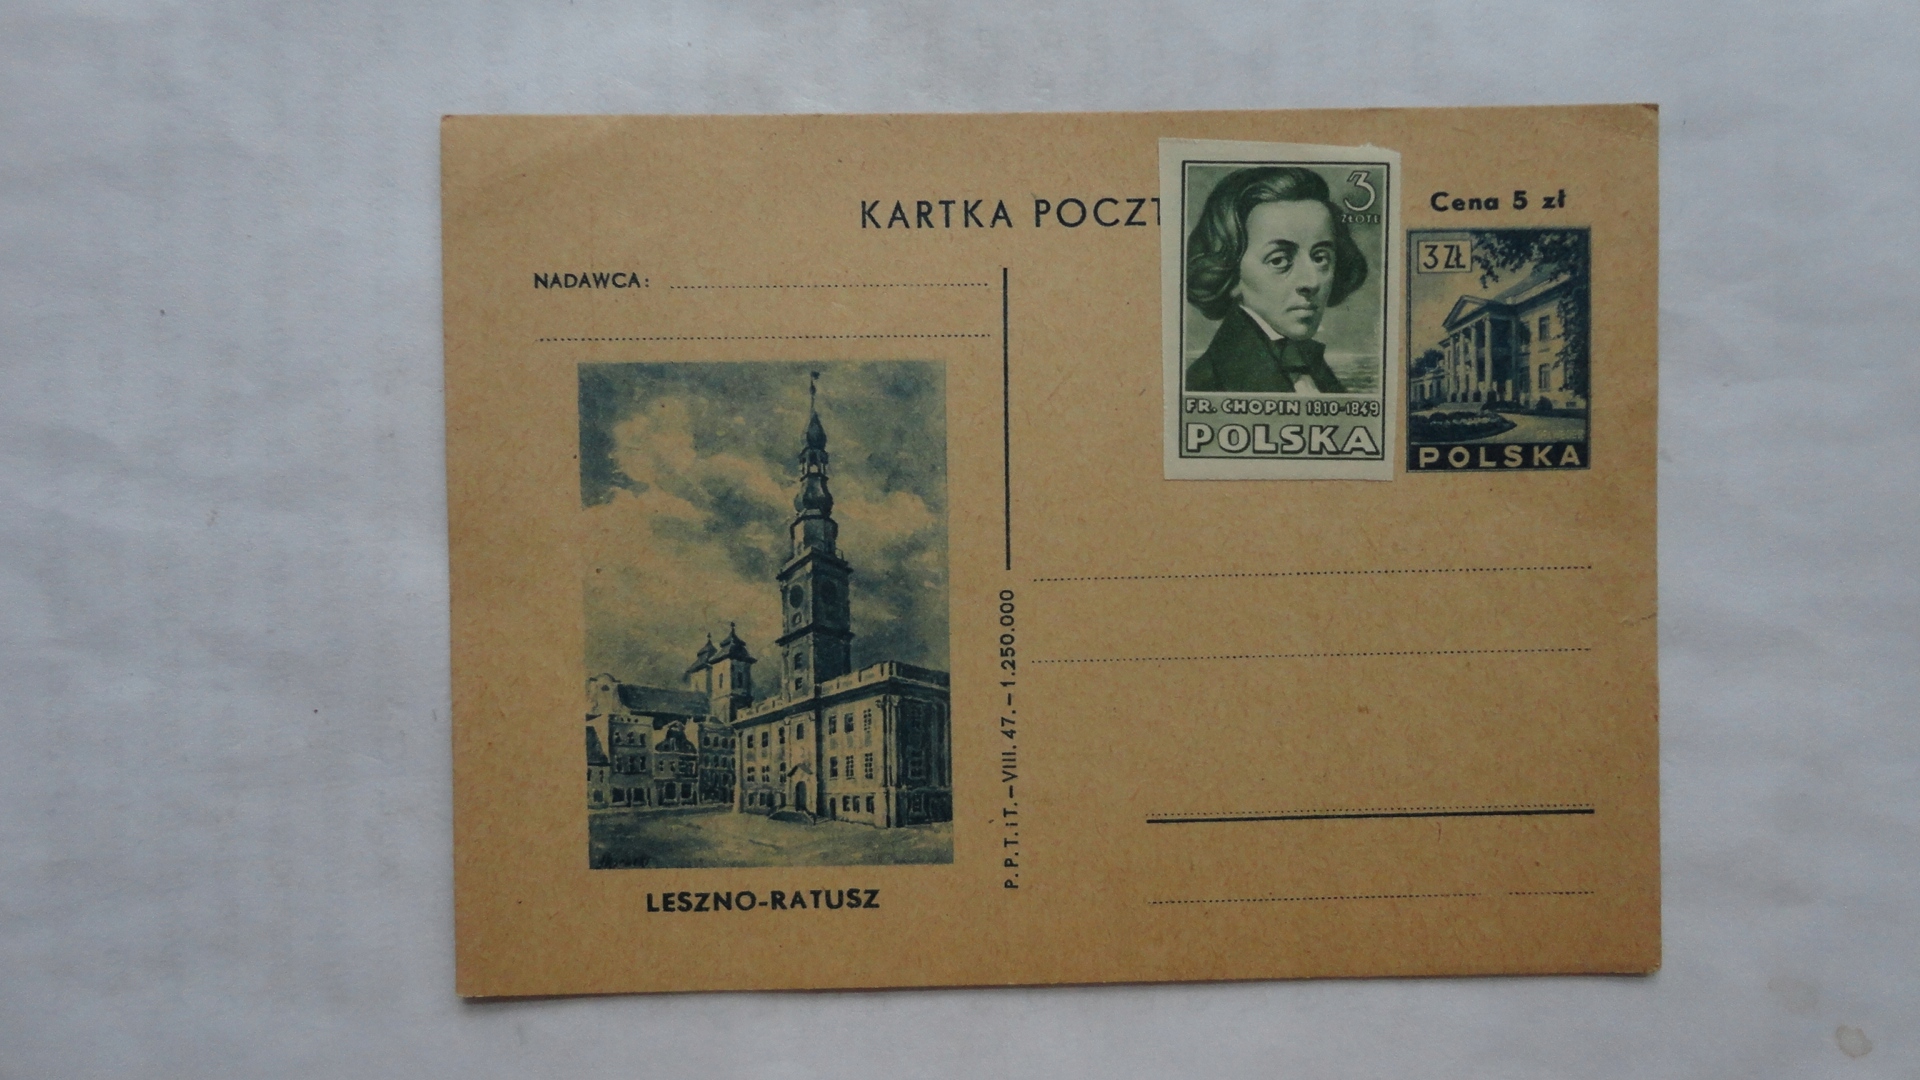 KARTKA POCZT
Cena 5 zł
NADAWCA:
3
ZŁOTE
FR. CHOPIN 1810-1849
POLSKA
3 ZŁ
POLSKA
P. P. T. i T. – VIII. 47. – 1.250.000
LESZNO-RATUSZ